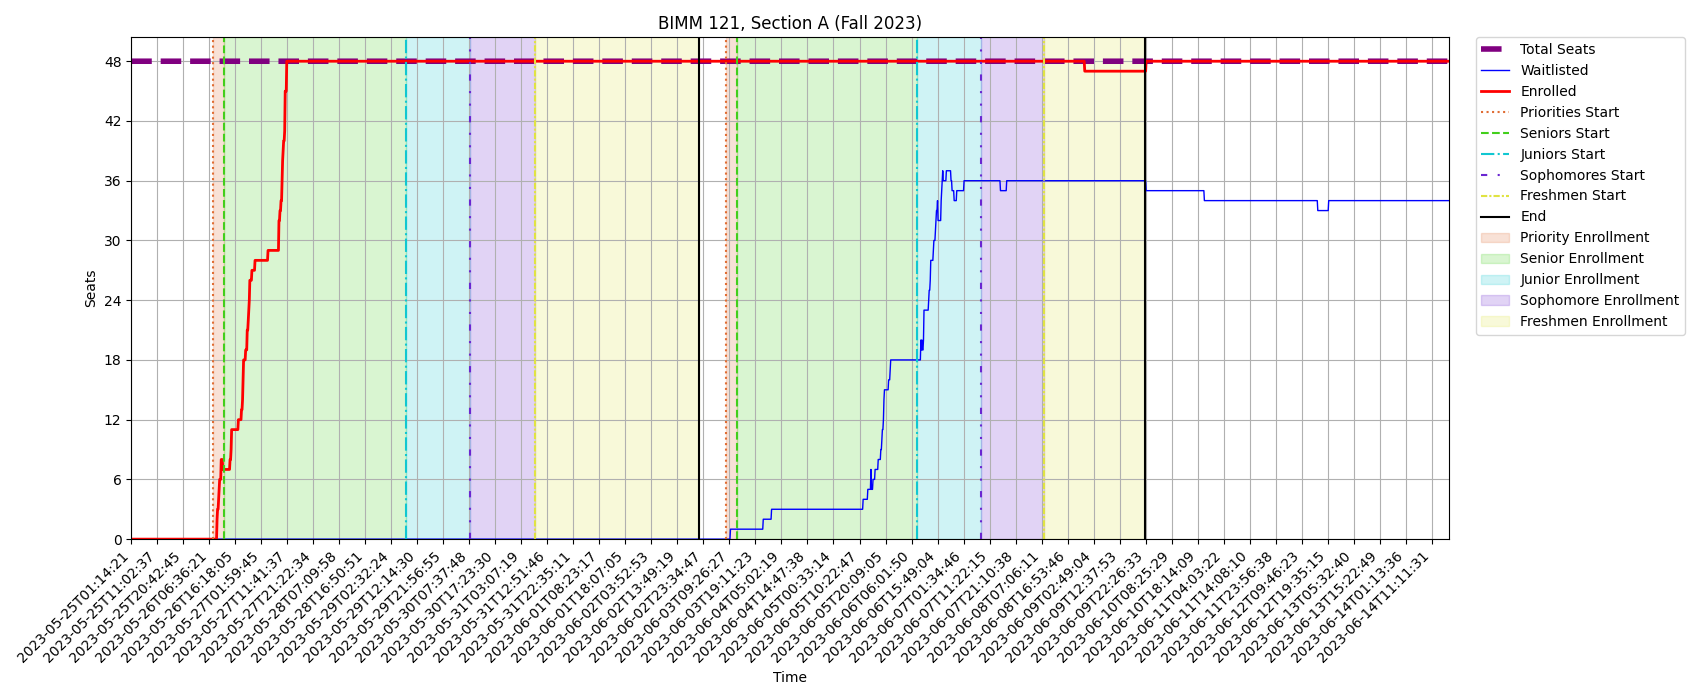 BIMM 121, Section A (Fall 2023)
Seats
48
42
36
30
24
18
12
6
0
2023-05-25T01:14:21
2023-05-25T11:02:37
2023-05-25T20:42:45
2023-05-26T06:36:21
2023-05-26T16:18:05
2023-05-27T01:59:45
2023-05-27T11:41:37
2023-05-27T21:22:34
2023-05-28T07:09:58
2023-05-28T16:50:51
2023-05-29T02:32:24
2023-05-29T12:14:30
2023-05-29T21:56:55
2023-05-30T07:37:48
2023-05-30T17:23:30
2023-05-31T03:07:19
2023-05-31T12:51:46
2023-05-31T22:35:11
2023-06-01T08:23:17
2023-06-01T18:07:05
2023-06-02T03:52:53
2023-06-02T13:49:19
2023-06-02T23:34:47
2023-06-03T09:26:27
2023-06-03T19:11:23
2023-06-04T05:02:19
2023-06-04T14:47:38
2023-06-05T00:33:14
2023-06-05T10:22:47
2023-06-05T20:09:05
2023-06-06T06:01:50
2023-06-06T15:49:04
2023-06-07T01:34:46
2023-06-07T11:22:15
2023-06-07T21:10:38
2023-06-08T07:06:11
2023-06-08T16:53:46
2023-06-09T02:49:04
2023-06-09T12:37:53
2023-06-09T22:26:33
2023-06-10T08:25:29
2023-06-10T18:14:09
2023-06-11T04:03:22
2023-06-11T14:08:10
2023-06-11T23:56:38
2023-06-12T09:46:23
2023-06-12T19:35:15
2023-06-13T05:32:40
2023-06-13T15:22:49
2023-06-14T01:13:36
2023-06-14T11:11:31
Time
Total Seats
Waitlisted
Enrolled
Priorities Start
Seniors Start
Juniors Start
Sophomores Start
Freshmen Start
End
Priority Enrollment
Senior Enrollment
Junior Enrollment
Sophomore Enrollment
Freshmen Enrollment